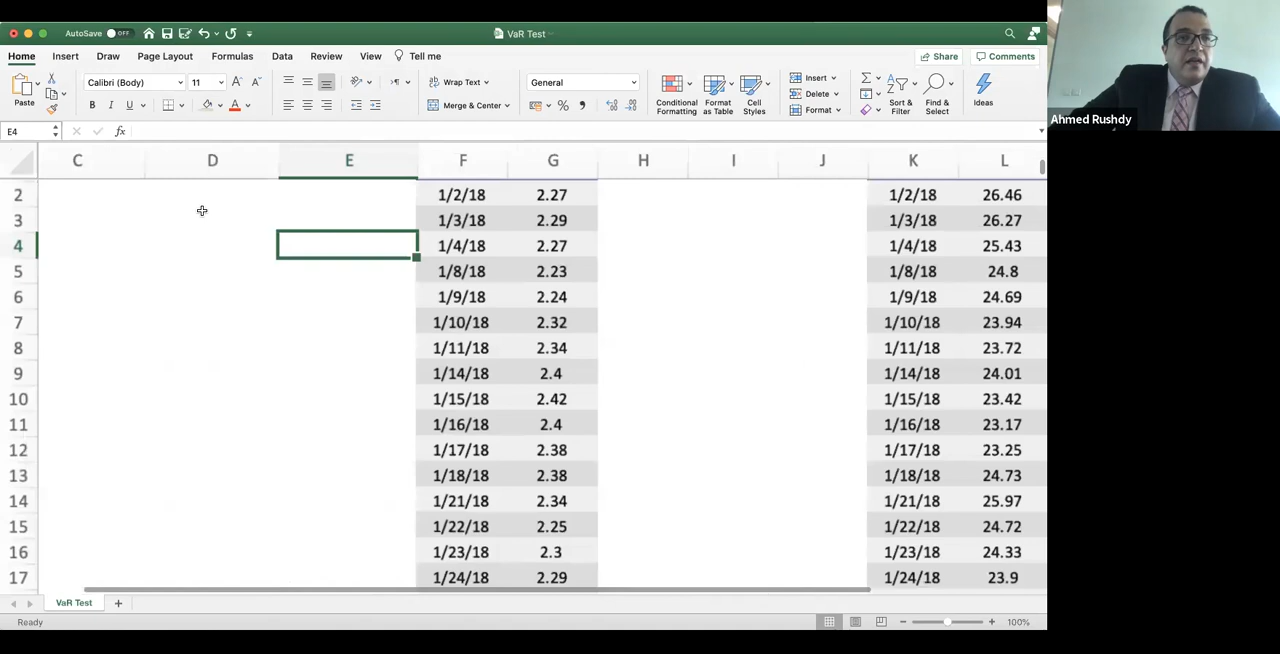 AutoSave OFF VaR Test
Home Insert Draw Page Layout Formulas Data Review View Tell me Share Comments
Paste Calibri (Body) 11 Wrap Text General Insert
B I U A Merge & Center % Conditional Formatting Format as Table Cell Styles Delete Format Sort & Filter Find & Select Ideas
E4 fx
C D E F G H I J K L
2 1/2/18 2.27 1/2/18 26.46
3 1/3/18 2.29 1/3/18 26.27
4 1/4/18 2.27 1/4/18 25.43
5 1/8/18 2.23 1/8/18 24.8
6 1/9/18 2.24 1/9/18 24.69
7 1/10/18 2.32 1/10/18 23.94
8 1/11/18 2.34 1/11/18 23.72
9 1/14/18 2.4 1/14/18 24.01
10 1/15/18 2.42 1/15/18 23.42
11 1/16/18 2.4 1/16/18 23.17
12 1/17/18 2.38 1/17/18 23.25
13 1/18/18 2.38 1/18/18 24.73
14 1/21/18 2.34 1/21/18 25.97
15 1/22/18 2.25 1/22/18 24.72
16 1/23/18 2.3 1/23/18 24.33
17 1/24/18 2.29 1/24/18 23.9
VaR Test
Ready 100%
Ahmed Rushdy